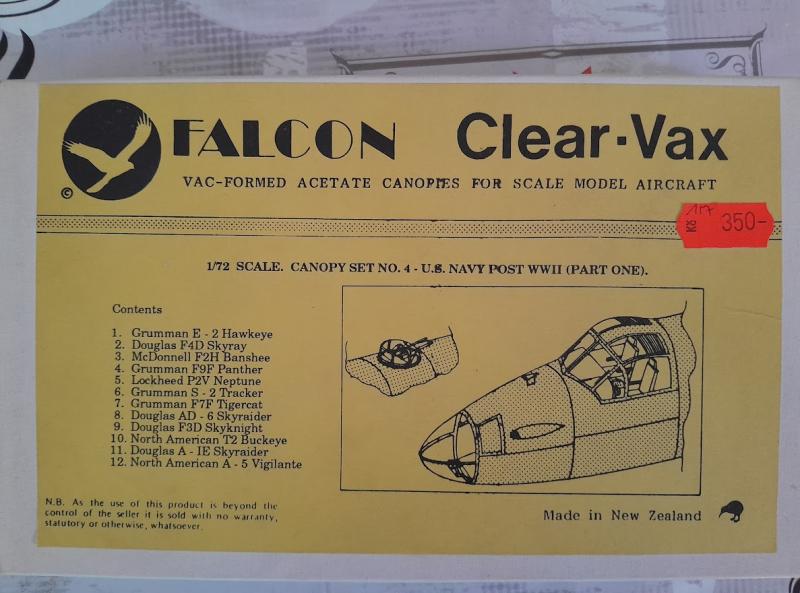 FALCON Clear·Vax
©
VAC-FORMED ACETATE CANOPIES FOR SCALE MODEL AIRCRAFT
Kč 350-
1/72 SCALE. CANOPY SET NO. 4 - U.S. NAVY POST WWII (PART ONE).
Contents
1. Grumman E - 2 Hawkeye
2. Douglas F4D Skyray
3. McDonnell F2H Banshee
4. Grumman F9F Panther
5. Lockheed P2V Neptune
6. Grumman S - 2 Tracker
7. Grumman F7F Tigercat
8. Douglas AD - 6 Skyraider
9. Douglas F3D Skyknight
10. North American T2 Buckeye
11. Douglas A - IE Skyraider
12. North American A - 5 Vigilante
N.B. As the use of this product is beyond the
control of the seller it is sold with no warranty,
statutory or otherwise, whatsoever.
Made in New Zealand